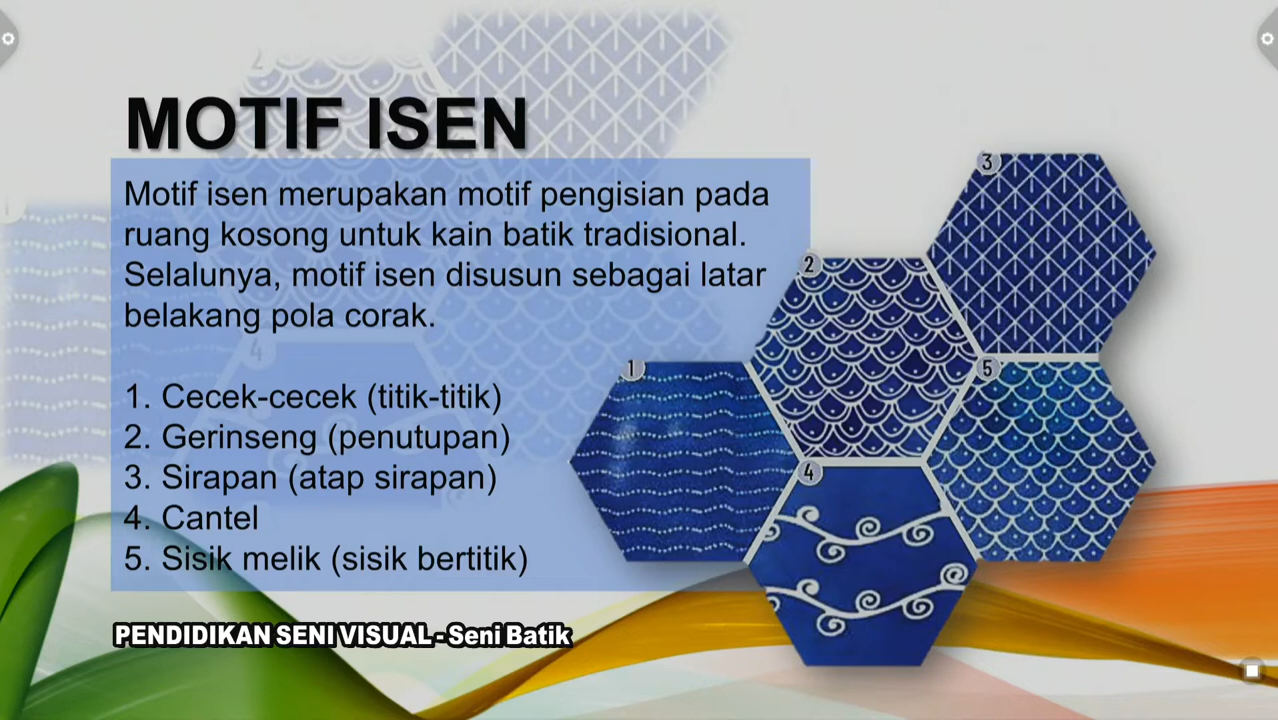 MOTIF ISEN
Motif isen merupakan motif pengisian pada
ruang kosong untuk kain batik tradisional.
Selalunya, motif isen disusun sebagai latar
belakang pola corak.
1. Cecek-cecek (titik-titik)
2. Gerinseng (penutupan)
3. Sirapan (atap sirapan)
4. Cantel
5. Sisik melik (sisik bertitik)
3
2
1
5
4
2
4
PENDIDIKAN SENI VISUAL - Seni Batik